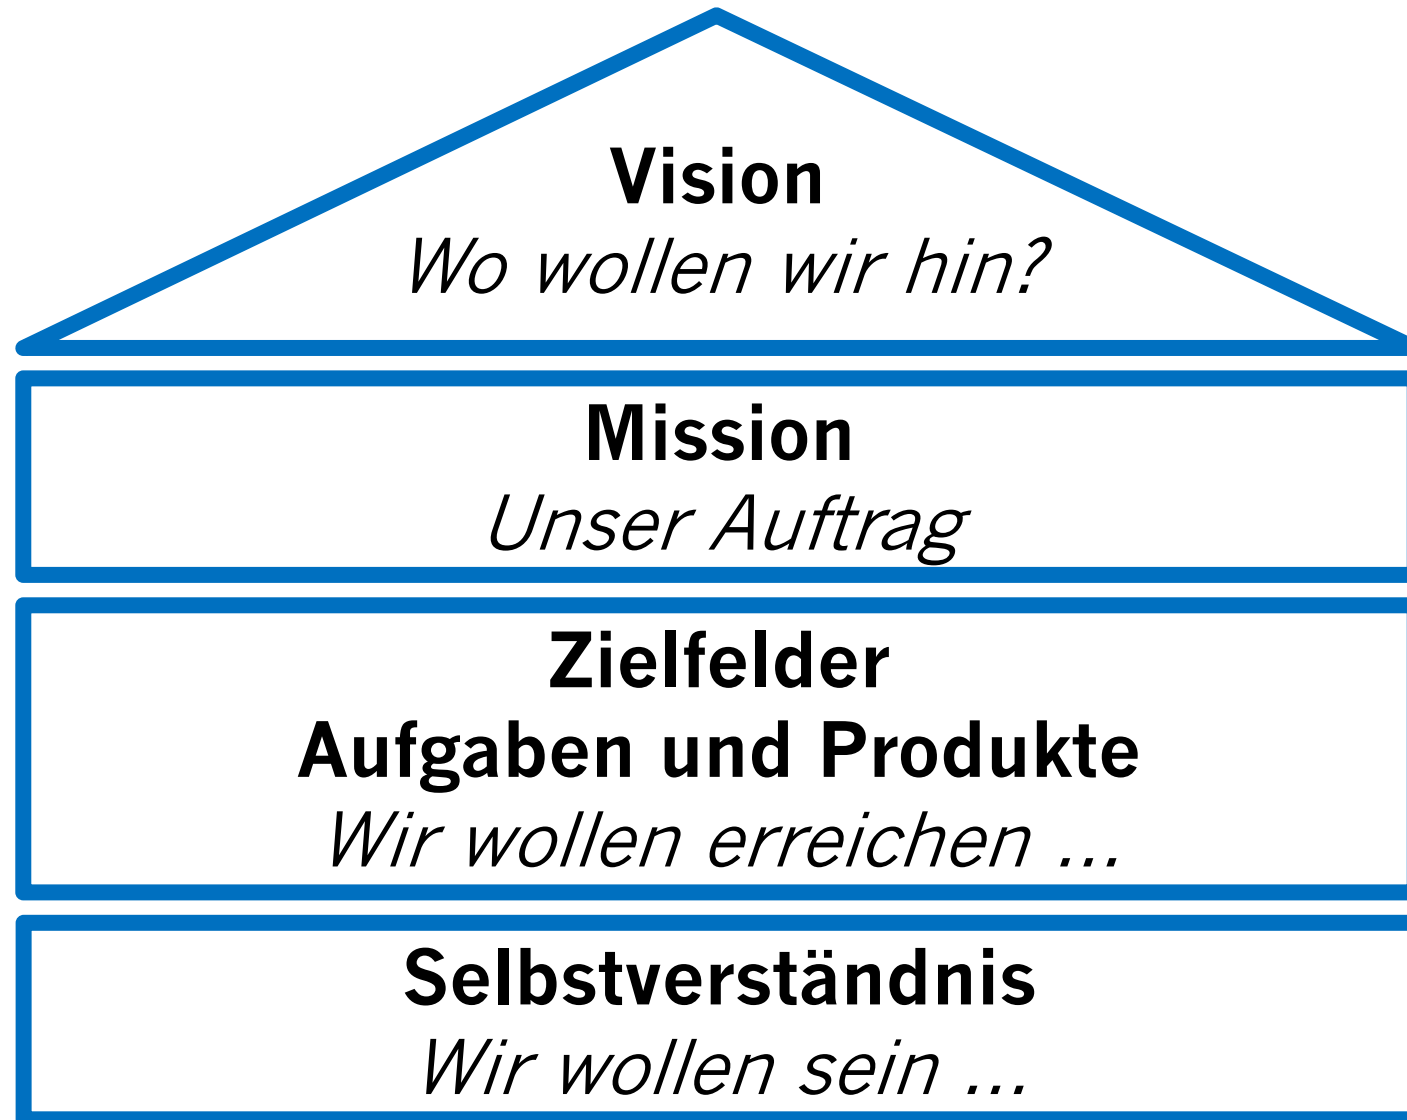 Vision
Wo wollen wir hin?
Mission
Unser Auftrag
Zielfelder
Aufgaben und Produkte
Wir wollen erreichen ...
Selbstverständnis
Wir wollen sein ...